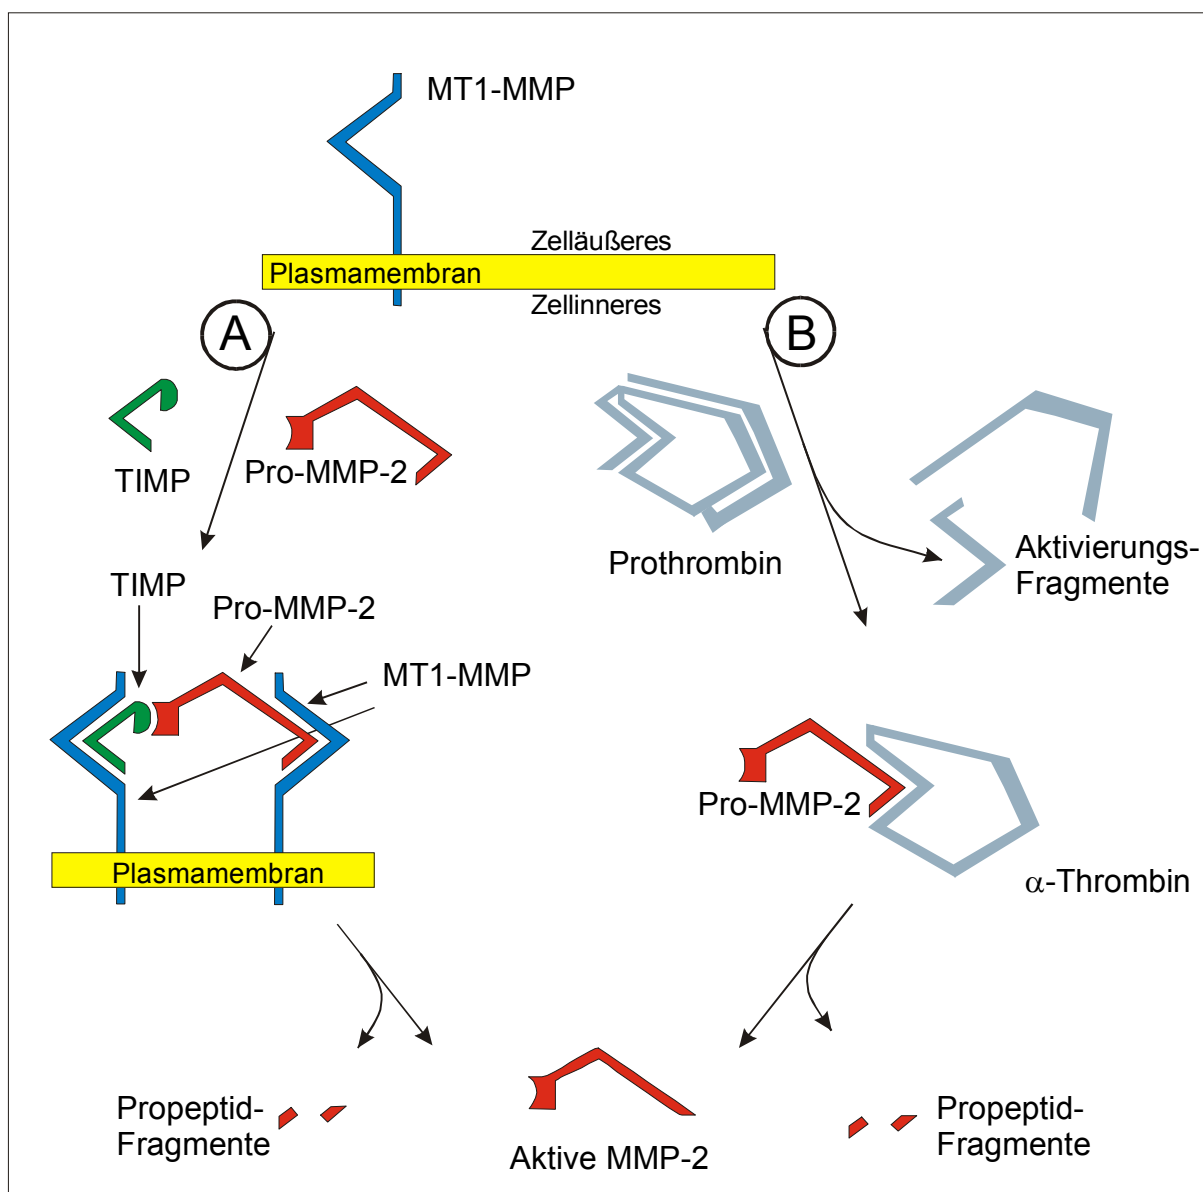 MT1-MMP
Zelläußeres
Plasmamembran
Zellinneres
A
B
TIMP
Pro-MMP-2
Prothrombin
Aktivierungs-
Fragmente
TIMP
Pro-MMP-2
MT1-MMP
Pro-MMP-2
Plasmamembran
α-Thrombin
Propeptid-
Fragmente
Aktive MMP-2
Propeptid-
Fragmente